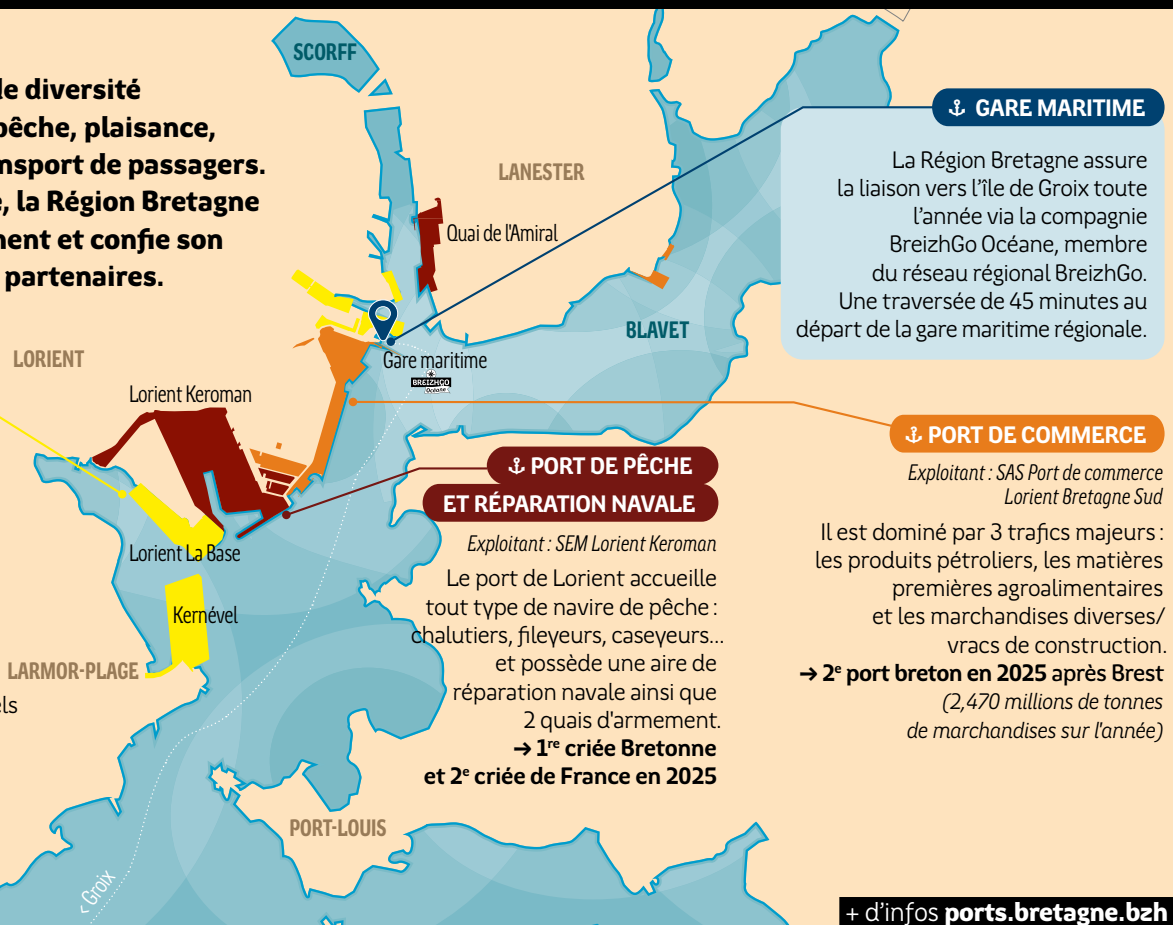 de diversité
pêche, plaisance,
nsport de passagers.
e, la Région Bretagne
ment et confie son
partenaires.
SCORFF
LANESTER
Quai de l'Amiral
BLAVET
LORIENT
Gare maritime
BREIZHGO
Océane
Lorient Keroman
Lorient La Base
Kernével
LARMOR-PLAGE
els
PORT-LOUIS
< Groix
GARE MARITIME
La Région Bretagne assure
la liaison vers l'île de Groix toute
l'année via la compagnie
BreizhGo Océane, membre
du réseau régional BreizhGo.
Une traversée de 45 minutes au
départ de la gare maritime régionale.
PORT DE PÊCHE
ET RÉPARATION NAVALE
Exploitant : SEM Lorient Keroman
Le port de Lorient accueille
tout type de navire de pêche :
chalutiers, fileyeurs, caseyeurs...
et possède une aire de
réparation navale ainsi que
2 quais d'armement.
→ 1re criée Bretonne
et 2e criée de France en 2025
PORT DE COMMERCE
Exploitant : SAS Port de commerce
Lorient Bretagne Sud
Il est dominé par 3 trafics majeurs :
les produits pétroliers, les matières
premières agroalimentaires
et les marchandises diverses/
vracs de construction.
→ 2e port breton en 2025 après Brest
(2,470 millions de tonnes
de marchandises sur l'année)
+ d'infos ports.bretagne.bzh